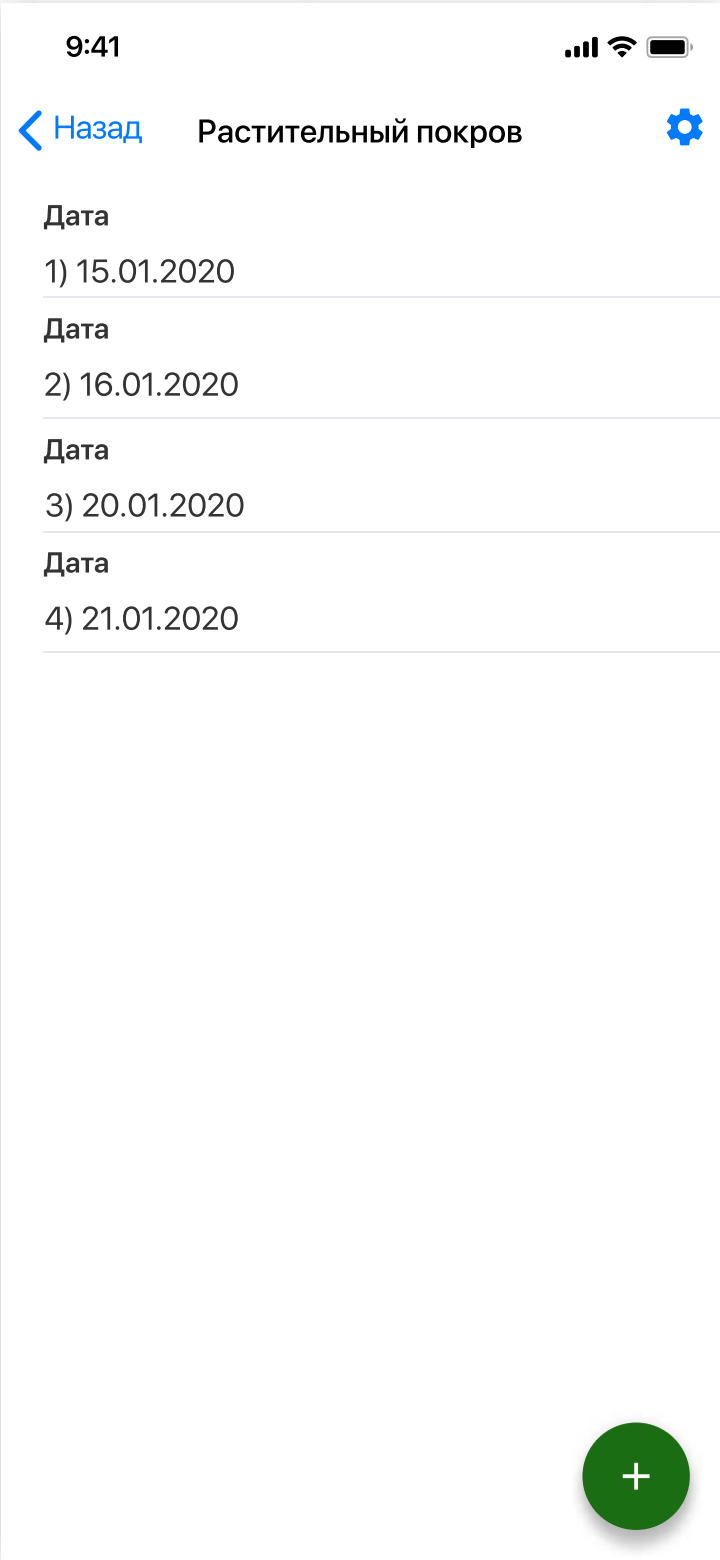 9:41
Назад Растительный покров
Дата
1) 15.01.2020
Дата
2) 16.01.2020
Дата
3) 20.01.2020
Дата
4) 21.01.2020
+